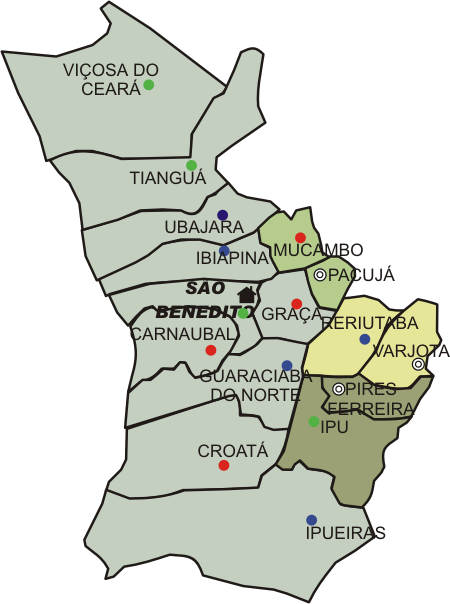 VIÇOSA DO
CEARÁ
TIANGUÁ
UBAJARA
IBIAPINA
MUCAMBO
PACUJÁ
SAO
BENEDITO
GRAÇA
RERIUTABA
CARNAUBAL
VARJOTA
GUARACIABA
DO NORTE
PIRES
FERREIRA
IPU
CROATÁ
IPUEIRAS